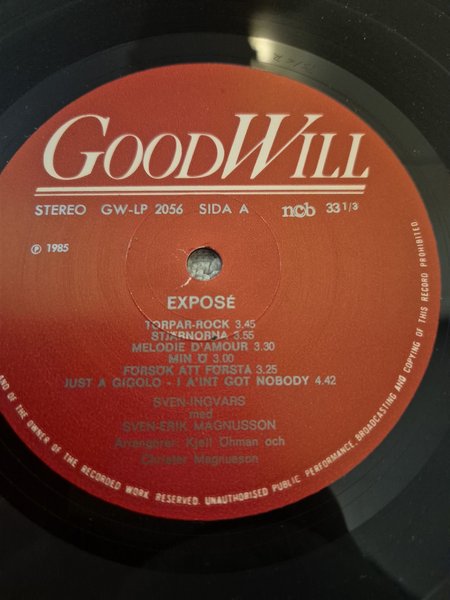 GOODWILL
STEREO GW-LP 2056 SIDA A ncb 33 1/3
℗ 1985
EXPOSÉ
TORPAR-ROCK 3.45
STJÄRNORNA 3.55
MELODIE D'AMOUR 3.30
MIN Ö 3.00
FÖRSÖK ATT FÖRSTÅ 3.25
JUST A GIGOLO - I A'INT GOT NOBODY 4.42
SVEN-INGVARS
med
SVEN-ERIK MAGNUSSON
Arrangörer: Kjell Öhman och
Christer Magnusson
AND OF THE OWNER OF THE RECORDED WORK RESERVED. UNAUTHORISED PUBLIC PERFORMANCE, BROADCASTING AND COPYING OF THIS RECORD PROHIBITED